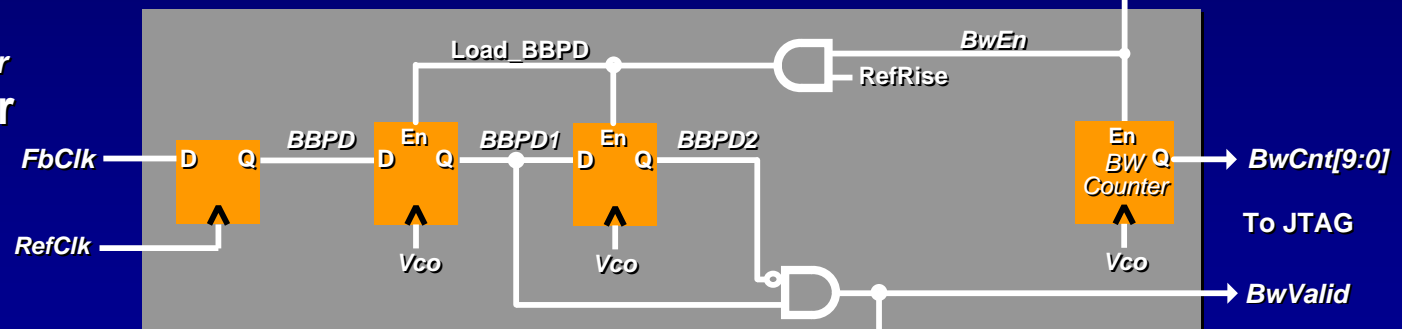 r
r
Load_BBPD
BwEn
RefRise
FbClk
D Q
BBPD
En
D Q
BBPD1
En
D Q
BBPD2
En
BW Q
Counter
BwCnt[9:0]
To JTAG
RefClk
Vco
Vco
Vco
BwValid